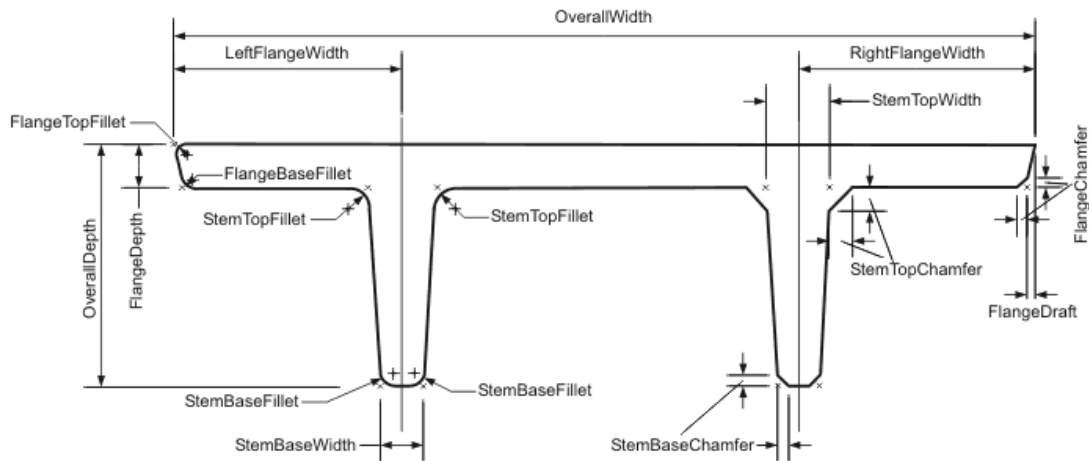 OverallWidth
LeftFlangeWidth
RightFlangeWidth
StemTopWidth
FlangeTopFillet
FlangeBaseFillet
StemTopFillet
StemTopFillet
OverallDepth
FlangeDepth
FlangeChamfer
StemTopChamfer
FlangeDraft
StemBaseFillet
StemBaseFillet
StemBaseWidth
StemBaseChamfer